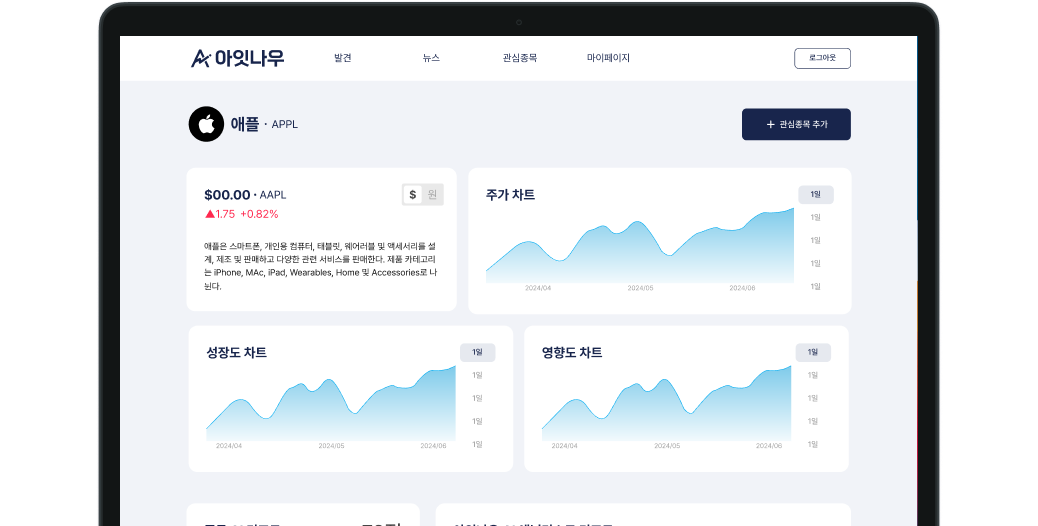 아잇나우
발견
뉴스
관심종목
마이페이지
로그아웃
애플 · APPL
+ 관심종목 추가
$00.00 · AAPL
$ 원
▲1.75 +0.82%
애플은 스마트폰, 개인용 컴퓨터, 태블릿, 웨어러블 및 액세서리를 설
계, 제조 및 판매하고 다양한 관련 서비스를 판매한다. 제품 카테고리
는 iPhone, MAc, iPad, Wearables, Home 및 Accessories로 나
뉜다.
주가 차트
1일
1일
1일
1일
1일
2024/04
2024/05
2024/06
성장도 차트
1일
1일
1일
1일
1일
2024/04
2024/05
2024/06
영향도 차트
1일
1일
1일
1일
1일
2024/04
2024/05
2024/06